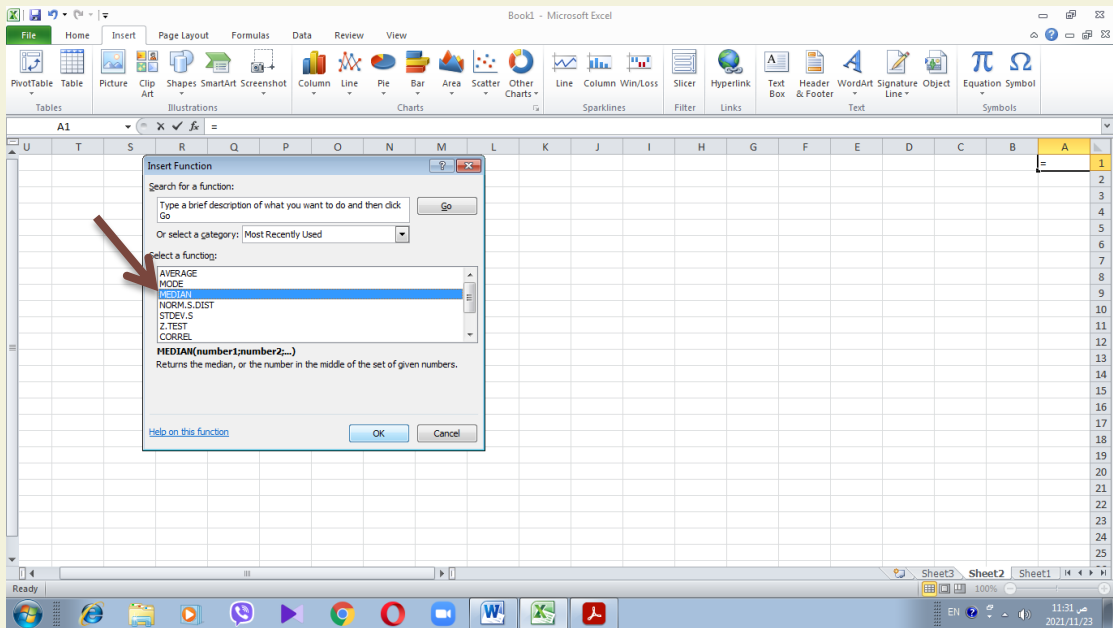 Book1 - Microsoft Excel
File Home Insert Page Layout Formulas Data Review View
PivotTable Table Picture Clip Art Shapes SmartArt Screenshot Column Line Pie Bar Area Scatter Other Charts Line Column Win/Loss Slicer Hyperlink Text Box Header & Footer WordArt Signature Line Object Equation Symbol
Tables Illustrations Charts Sparklines Filter Links Text Symbols
A1 fx =
U T S R Q P O N M L K J I H G F E D C B A
= 1
2
3
4
5
6
7
8
9
10
11
12
13
14
15
16
17
18
19
20
21
22
23
24
25
Insert Function
Search for a function:
Type a brief description of what you want to do and then click
Go
Go
Or select a category: Most Recently Used
Select a function:
AVERAGE
MODE
MEDIAN
NORM.S.DIST
STDEV.S
Z.TEST
CORREL
MEDIAN(number1;number2;...)
Returns the median, or the number in the middle of the set of given numbers.
Help on this function OK Cancel
Sheet3 Sheet2 Sheet1
Ready 100%
EN 11:31 ص
2021/11/23